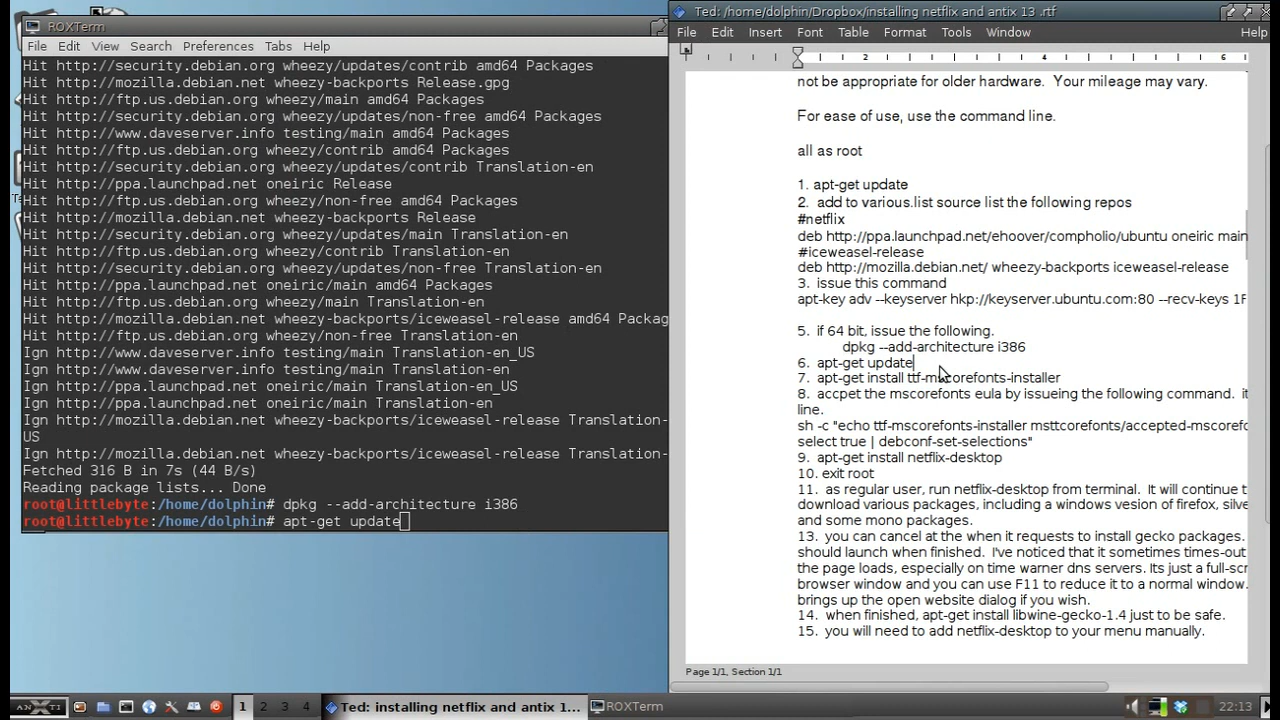 ROXTerm
File Edit View Search Preferences Tabs Help
Hit http://security.debian.org wheezy/updates/contrib amd64 Packages
Hit http://mozilla.debian.net wheezy-backports Release.gpg
Hit http://ftp.us.debian.org wheezy/main amd64 Packages
Hit http://security.debian.org wheezy/updates/non-free amd64 Packages
Hit http://www.daveserver.info testing/main amd64 Packages
Hit http://ftp.us.debian.org wheezy/contrib amd64 Packages
Hit http://security.debian.org wheezy/updates/contrib Translation-en
Hit http://ppa.launchpad.net oneiric Release
Hit http://ftp.us.debian.org wheezy/non-free amd64 Packages
Hit http://mozilla.debian.net wheezy-backports Release
Hit http://security.debian.org wheezy/updates/main Translation-en
Hit http://ftp.us.debian.org wheezy/contrib Translation-en
Hit http://security.debian.org wheezy/updates/non-free Translation-en
Hit http://ppa.launchpad.net oneiric/main amd64 Packages
Hit http://ftp.us.debian.org wheezy/main Translation-en
Hit http://mozilla.debian.net wheezy-backports/iceweasel-release amd64 Packag
Hit http://ftp.us.debian.org wheezy/non-free Translation-en
Ign http://www.daveserver.info testing/main Translation-en_US
Ign http://www.daveserver.info testing/main Translation-en
Ign http://ppa.launchpad.net oneiric/main Translation-en_US
Ign http://ppa.launchpad.net oneiric/main Translation-en
Ign http://mozilla.debian.net wheezy-backports/iceweasel-release Translation-
US
Ign http://mozilla.debian.net wheezy-backports/iceweasel-release Translation-
Fetched 316 B in 7s (44 B/s)
Reading package lists... Done
root@littlebyte:/home/dolphin# dpkg --add-architecture i386
root@littlebyte:/home/dolphin# apt-get update
Ted: /home/dolphin/Dropbox/installing netflix and antix 13 .rtf
File Edit Insert Font Table Format Tools Window Help
2 4 6
not be appropriate for older hardware. Your mileage may vary.
For ease of use, use the command line.
all as root
1. apt-get update
2. add to various.list source list the following repos
#netflix
deb http://ppa.launchpad.net/ehoover/compholio/ubuntu oneiric main
#iceweasel-release
deb http://mozilla.debian.net/ wheezy-backports iceweasel-release
3. issue this command
apt-key adv --keyserver hkp://keyserver.ubuntu.com:80 --recv-keys 1F
5. if 64 bit, issue the following.
dpkg --add-architecture i386
6. apt-get update
7. apt-get install ttf-mscorefonts-installer
8. accpet the mscorefonts eula by issueing the following command. it
line.
sh -c "echo ttf-mscorefonts-installer msttcorefonts/accepted-mscorefo
select true | debconf-set-selections"
9. apt-get install netflix-desktop
10. exit root
11. as regular user, run netflix-desktop from terminal. It will continue t
download various packages, including a windows vesion of firefox, silve
and some mono packages.
13. you can cancel at the when it requests to install gecko packages.
should launch when finished. I've noticed that it sometimes times-out
the page loads, especially on time warner dns servers. Its just a full-scr
browser window and you can use F11 to reduce it to a normal window.
brings up the open website dialog if you wish.
14. when finished, apt-get install libwine-gecko-1.4 just to be safe.
15. you will need to add netflix-desktop to your menu manually.
Page 1/1, Section 1/1
1 2 3 4 Ted: installing netflix and antix 1... ROXTerm 22:13